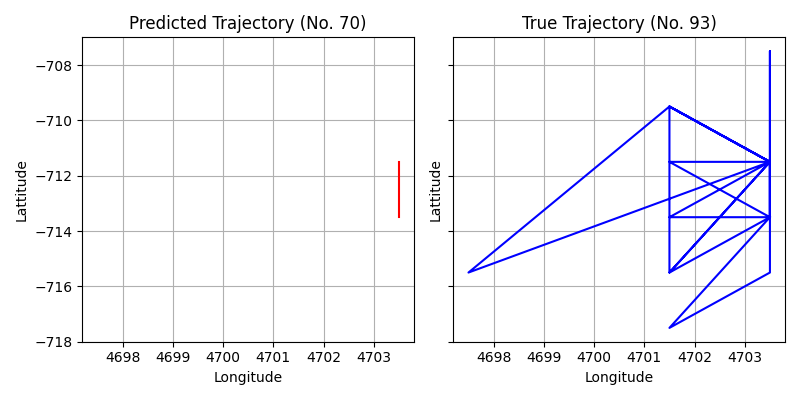 Predicted Trajectory (No. 70)
−708
−710
−712
−714
−716
−718
4698 4699 4700 4701 4702 4703
Longitude
Lattitude
True Trajectory (No. 93)
4698 4699 4700 4701 4702 4703
Longitude
Lattitude